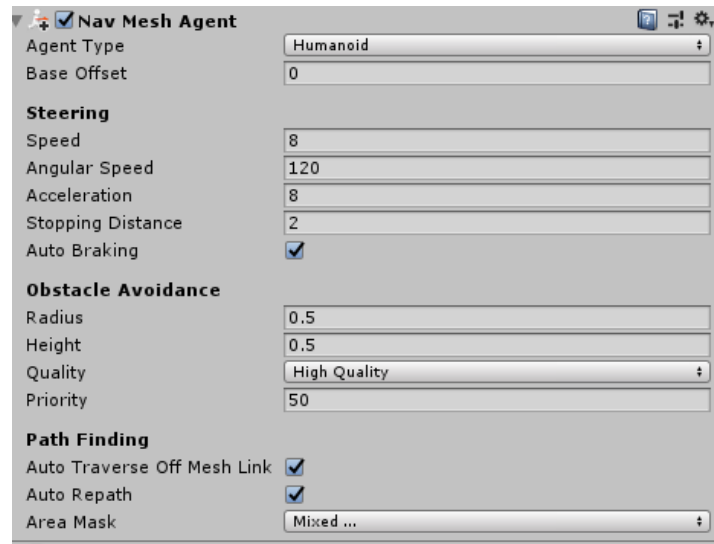 Nav Mesh Agent
Agent Type Humanoid
Base Offset 0
Steering
Speed 8
Angular Speed 120
Acceleration 8
Stopping Distance 2
Auto Braking
Obstacle Avoidance
Radius 0.5
Height 0.5
Quality High Quality
Priority 50
Path Finding
Auto Traverse Off Mesh Link
Auto Repath
Area Mask Mixed ...